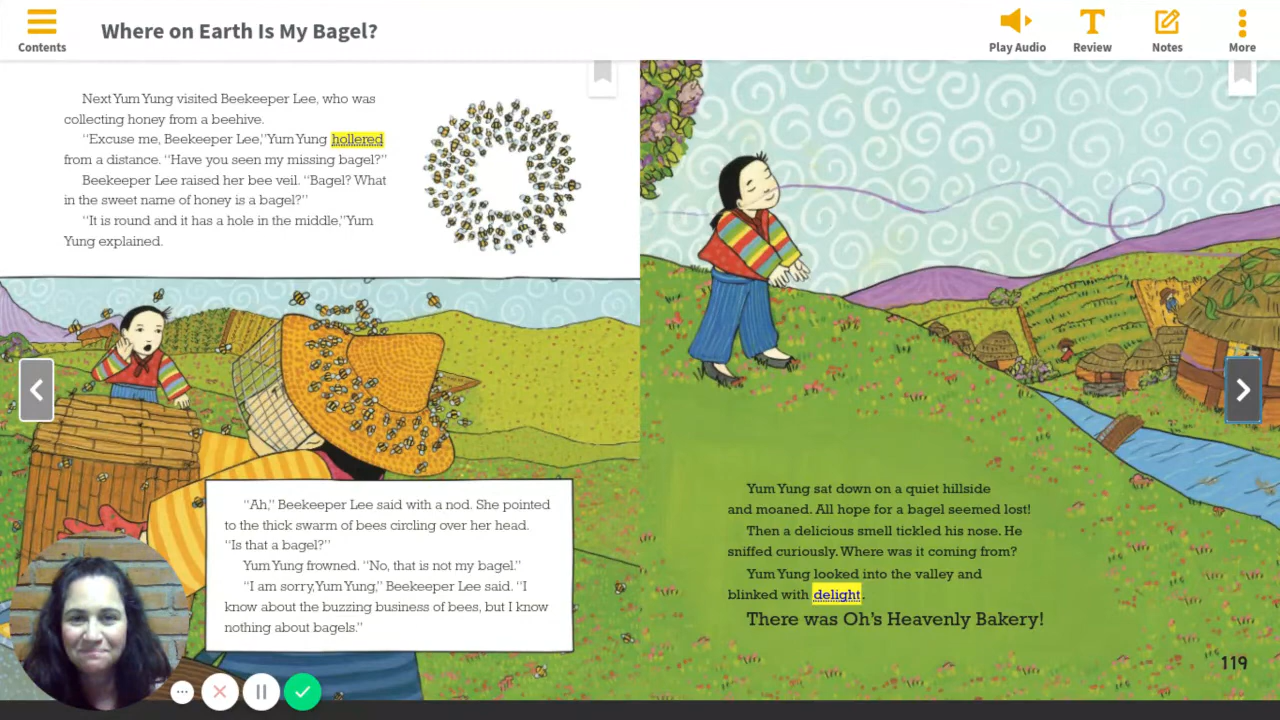 Contents
Where on Earth Is My Bagel?
Play Audio
Review
Notes
More
Next Yum Yung visited Beekeeper Lee, who was
collecting honey from a beehive.
“Excuse me, Beekeeper Lee,” Yum Yung hollered
from a distance. “Have you seen my missing bagel?”
Beekeeper Lee raised her bee veil. “Bagel? What
in the sweet name of honey is a bagel?”
“It is round and it has a hole in the middle,” Yum
Yung explained.
“Ah,” Beekeeper Lee said with a nod. She pointed
to the thick swarm of bees circling over her head.
“Is that a bagel?”
Yum Yung frowned. “No, that is not my bagel.”
“I am sorry, Yum Yung,” Beekeeper Lee said. “I
know about the buzzing business of bees, but I know
nothing about bagels.”
Yum Yung sat down on a quiet hillside
and moaned. All hope for a bagel seemed lost!
Then a delicious smell tickled his nose. He
sniffed curiously. Where was it coming from?
Yum Yung looked into the valley and
blinked with delight.
There was Oh’s Heavenly Bakery!
119